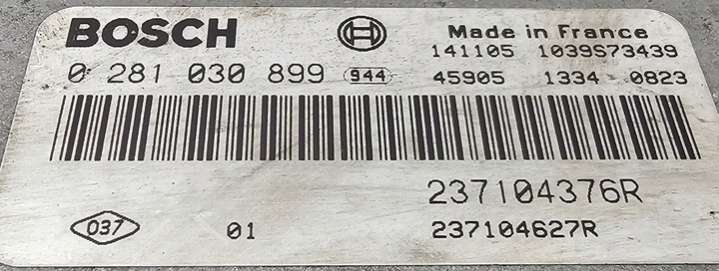 BOSCH Made in France
141105 1039S73439
0 281 030 899 944 45905 1334 0823
237104376R
037 01 237104627R